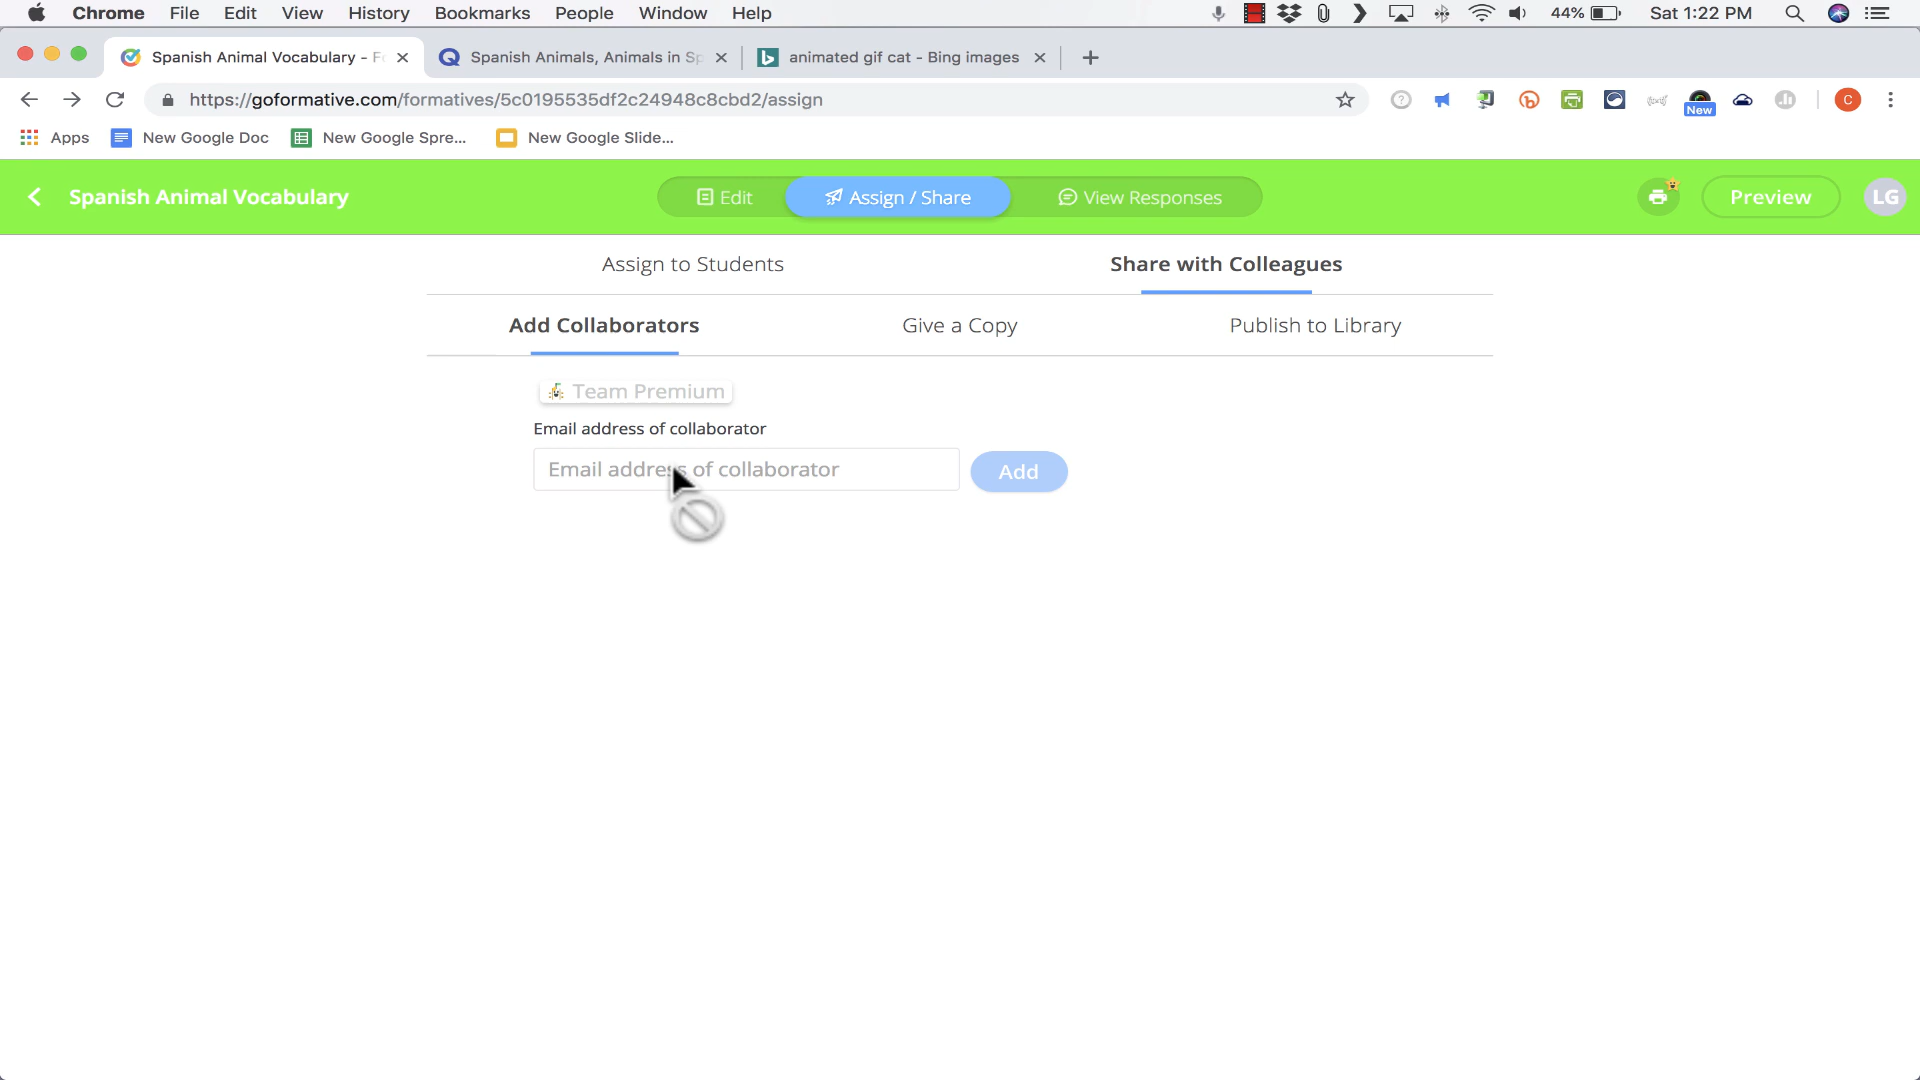 Chrome File Edit View History Bookmarks People Window Help 44% Sat 1:22 PM
Spanish Animal Vocabulary - Fo Spanish Animals, Animals in Sp animated gif cat - Bing images
https://goformative.com/formatives/5c0195535df2c24948c8cbd2/assign
New
C
Apps New Google Doc New Google Spre... New Google Slide...
Spanish Animal Vocabulary Edit Assign / Share View Responses Preview LG
Assign to Students Share with Colleagues
Add Collaborators Give a Copy Publish to Library
Team Premium
Email address of collaborator
Email address of collaborator Add